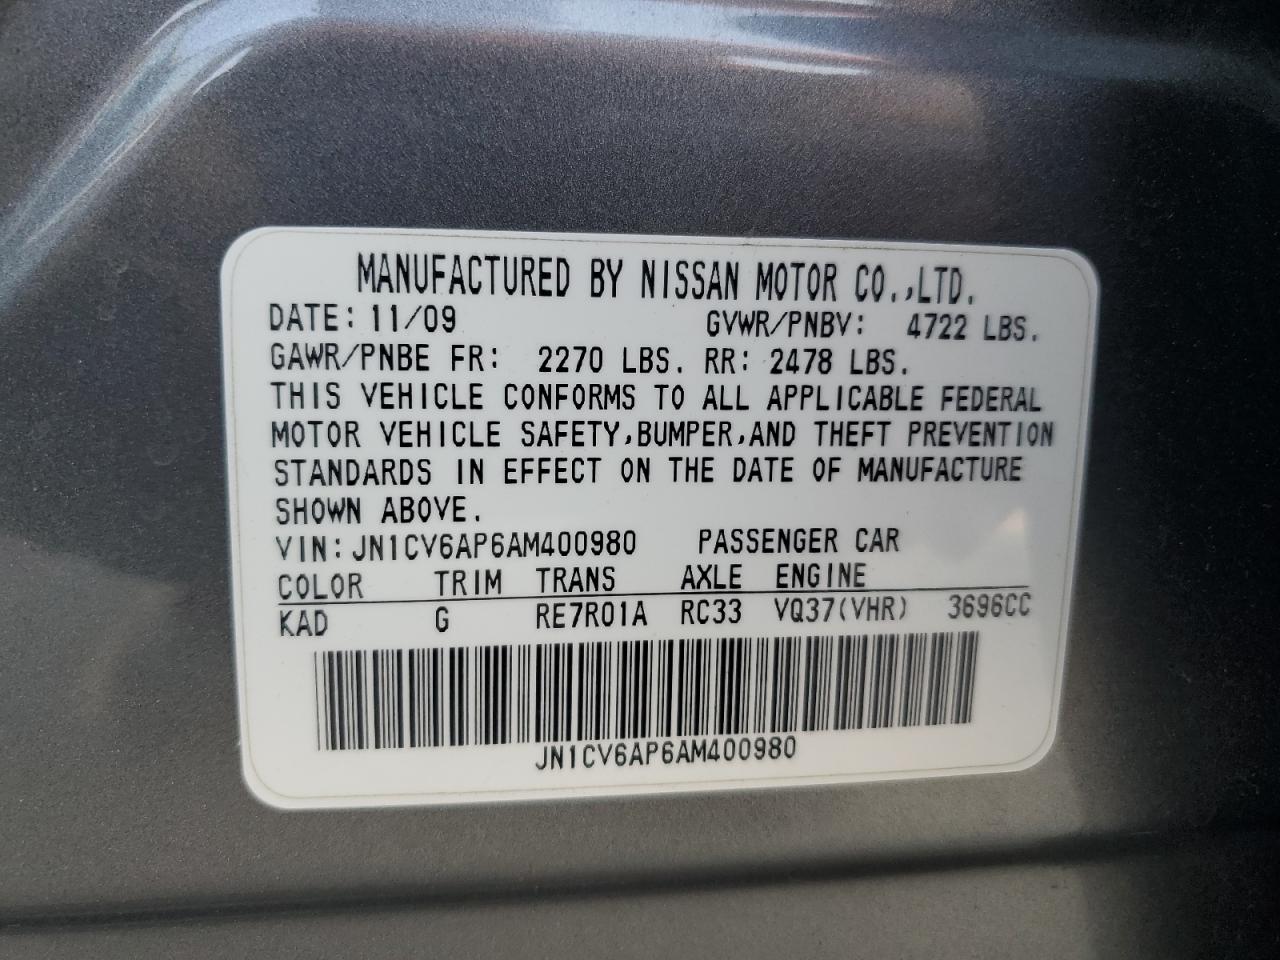 MANUFACTURED BY NISSAN MOTOR CO.,LTD.
DATE: 11/09 GVWR/PNBV: 4722 LBS.
GAWR/PNBE FR: 2270 LBS. RR: 2478 LBS.
THIS VEHICLE CONFORMS TO ALL APPLICABLE FEDERAL
MOTOR VEHICLE SAFETY,BUMPER,AND THEFT PREVENTION
STANDARDS IN EFFECT ON THE DATE OF MANUFACTURE
SHOWN ABOVE.
VIN: JN1CV6AP6AM400980 PASSENGER CAR
COLOR TRIM TRANS AXLE ENGINE
KAD G RE7R01A RC33 VQ37(VHR) 3696CC
JN1CV6AP6AM400980